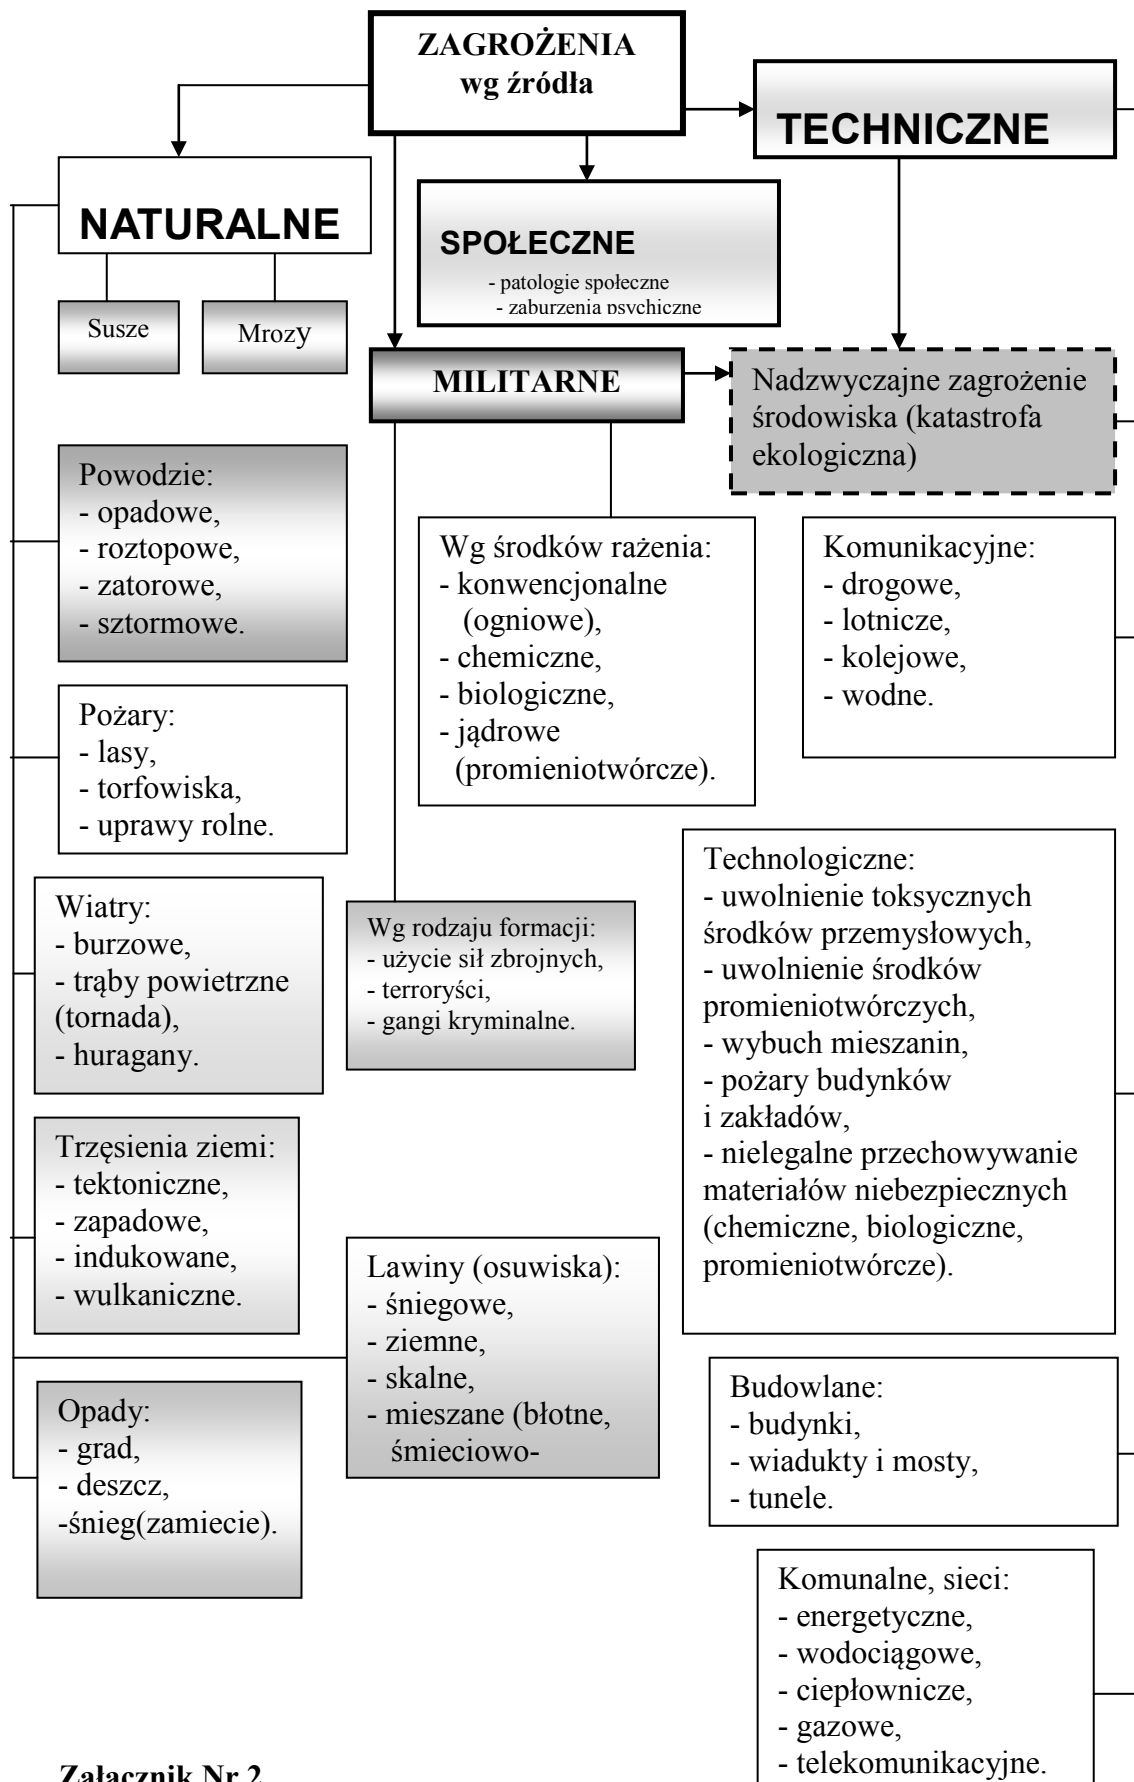 ZAGROŻENIA
wg źródła
TECHNICZNE
NATURALNE
SPOŁECZNE
- patologie społeczne
- zaburzenia psychiczne
Susze
Mrozy
MILITARNE
Nadzwyczajne zagrożenie
środowiska (katastrofa
ekologiczna)
Powodzie:
- opadowe,
- roztopowe,
- zatorowe,
- sztormowe.
Wg środków rażenia:
- konwencjonalne
(ogniowe),
- chemiczne,
- biologiczne,
- jądrowe
(promieniotwórcze).
Komunikacyjne:
- drogowe,
- lotnicze,
- kolejowe,
- wodne.
Pożary:
- lasy,
- torfowiska,
- uprawy rolne.
Wiatry:
- burzowe,
- trąby powietrzne
(tornada),
- huragany.
Wg rodzaju formacji:
- użycie sił zbrojnych,
- terroryści,
- gangi kryminalne.
Technologiczne:
- uwolnienie toksycznych
środków przemysłowych,
- uwolnienie środków
promieniotwórczych,
- wybuch mieszanin,
- pożary budynków
i zakładów,
- nielegalne przechowywanie
materiałów niebezpiecznych
(chemiczne, biologiczne,
promieniotwórcze).
Trzęsienia ziemi:
- tektoniczne,
- zapadowe,
- indukowane,
- wulkaniczne.
Lawiny (osuwiska):
- śniegowe,
- ziemne,
- skalne,
- mieszane (błotne,
śmieciowo-
Opady:
- grad,
- deszcz,
-śnieg(zamiecie).
Budowlane:
- budynki,
- wiadukty i mosty,
- tunele.
Komunalne, sieci:
- energetyczne,
- wodociągowe,
- ciepłownicze,
- gazowe,
- telekomunikacyjne.
Załącznik Nr 2